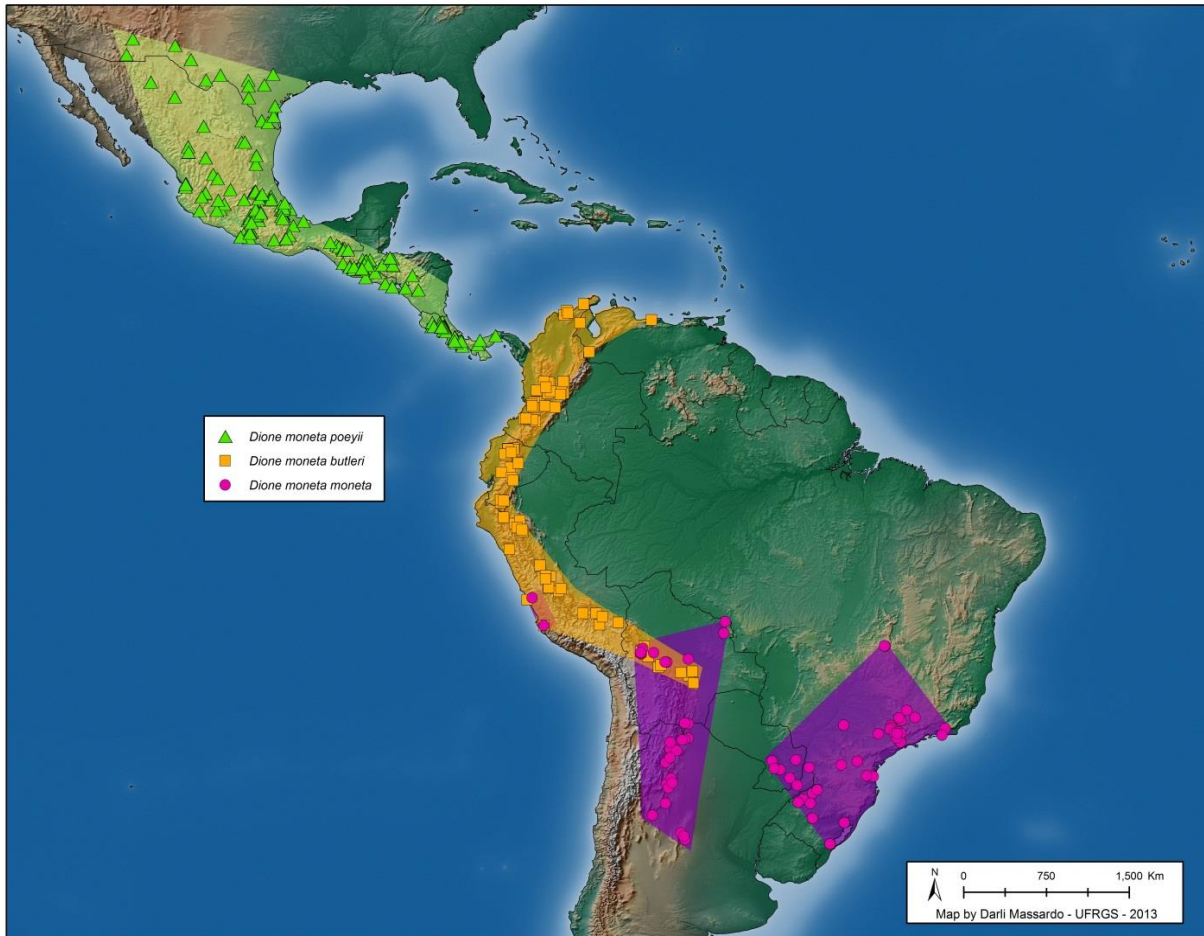 Dione moneta poeyii
Dione moneta butleri
Dione moneta moneta
N
0 750 1,500 Km
Map by Darli Massardo - UFRGS - 2013